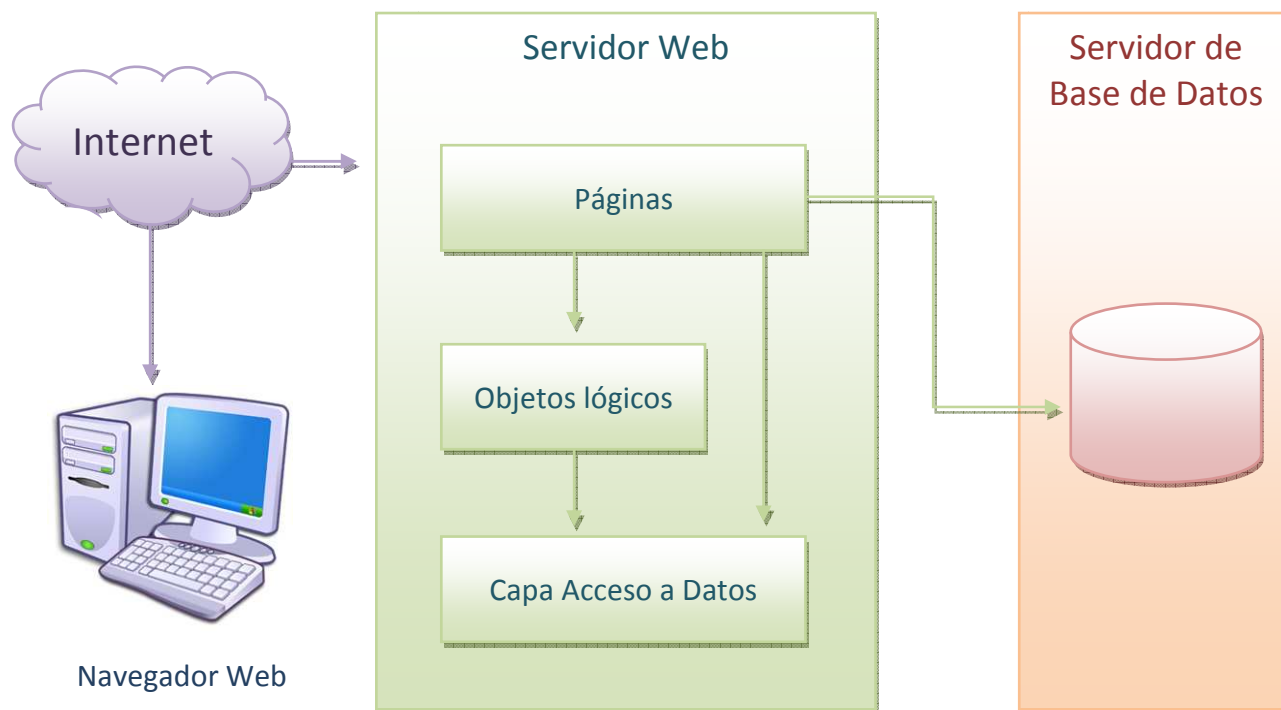 Internet
Navegador Web
Servidor Web
Páginas
Objetos lógicos
Capa Acceso a Datos
Servidor de
Base de Datos